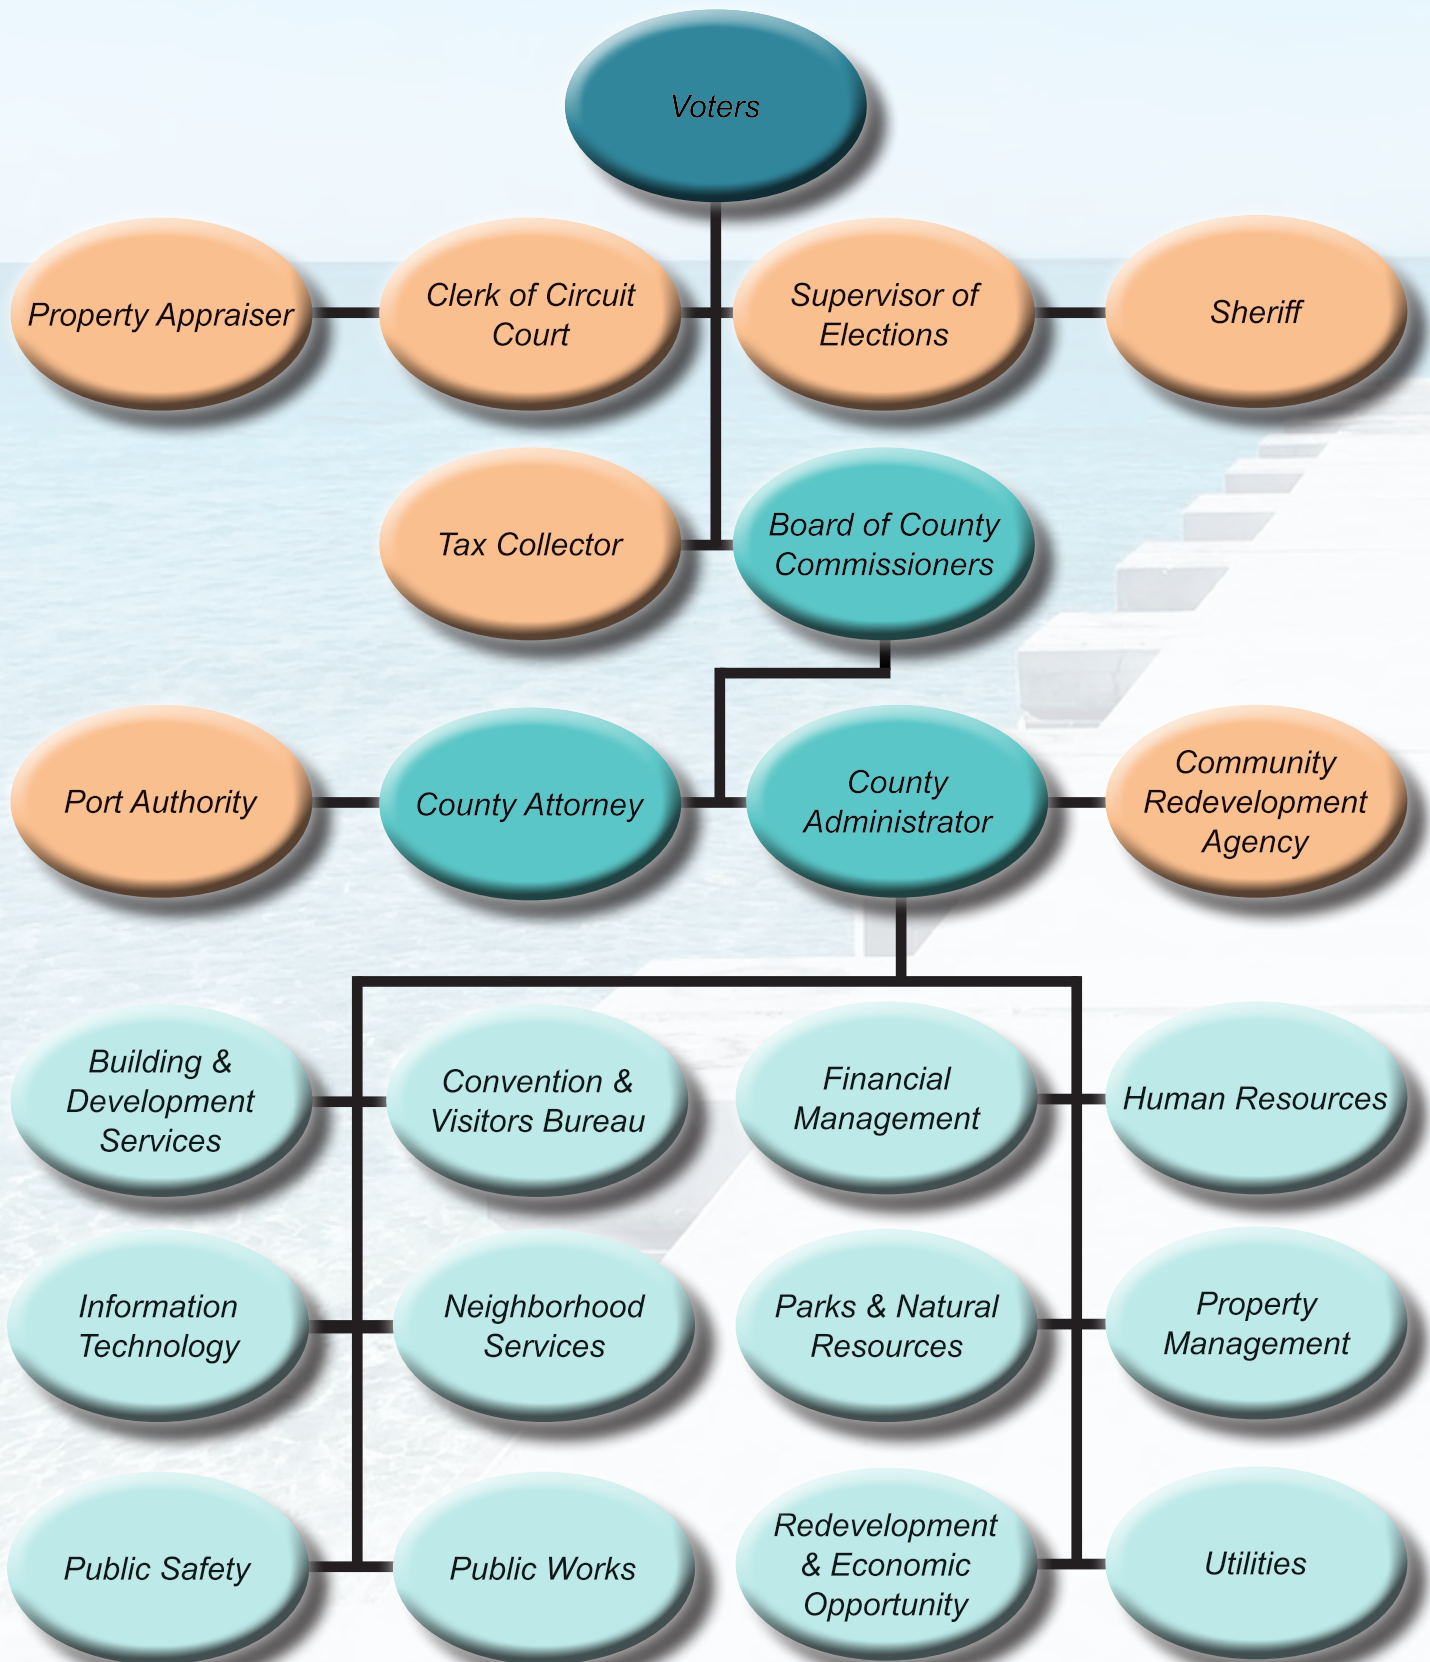 Voters
Property Appraiser
Clerk of Circuit
Court
Supervisor of
Elections
Sheriff
Tax Collector
Board of County
Commissioners
Port Authority
County Attorney
County
Administrator
Community
Redevelopment
Agency
Building &
Development
Services
Convention &
Visitors Bureau
Financial
Management
Human Resources
Information
Technology
Neighborhood
Services
Parks & Natural
Resources
Property
Management
Public Safety
Public Works
Redevelopment
& Economic
Opportunity
Utilities